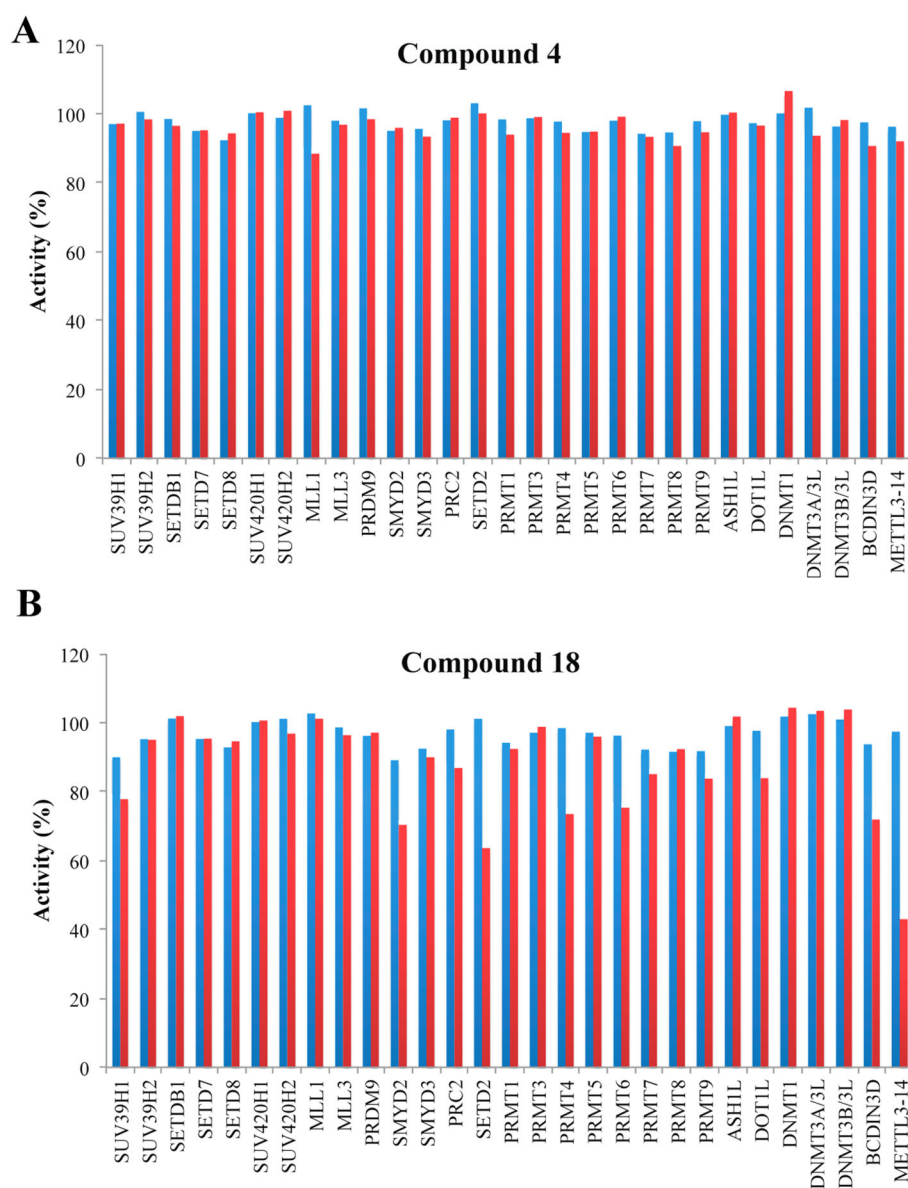 A
Compound 4
Activity (%)
120
100
80
60
40
20
0
SUV39H1
SUV39H2
SETDB1
SETD7
SETD8
SUV420H1
SUV420H2
MLL1
MLL3
PRDM9
SMYD2
SMYD3
PRC2
SETD2
PRMT1
PRMT3
PRMT4
PRMT5
PRMT6
PRMT7
PRMT8
PRMT9
ASH1L
DOT1L
DNMT1
DNMT3A/3L
DNMT3B/3L
BCDIN3D
METTL3-14
B
Compound 18
Activity (%)
120
100
80
60
40
20
0
SUV39H1
SUV39H2
SETDB1
SETD7
SETD8
SUV420H1
SUV420H2
MLL1
MLL3
PRDM9
SMYD2
SMYD3
PRC2
SETD2
PRMT1
PRMT3
PRMT4
PRMT5
PRMT6
PRMT7
PRMT8
PRMT9
ASH1L
DOT1L
DNMT1
DNMT3A/3L
DNMT3B/3L
BCDIN3D
METTL3-14